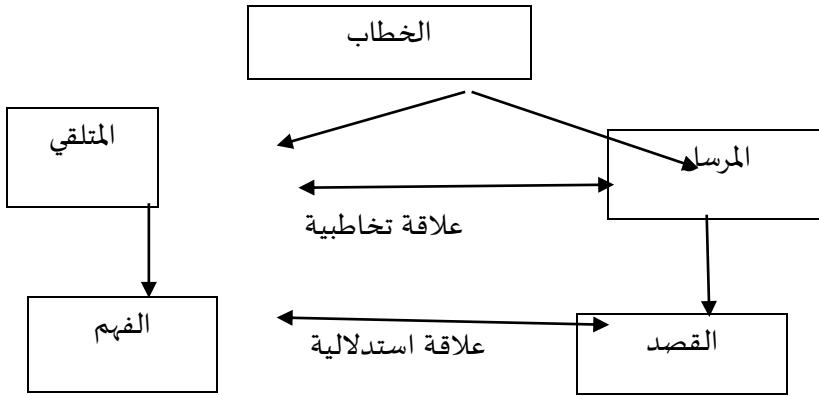 الخطاب
المرسل
المتلقي
علاقة تخاطبية
القصد
الفهم
علاقة استدلالية